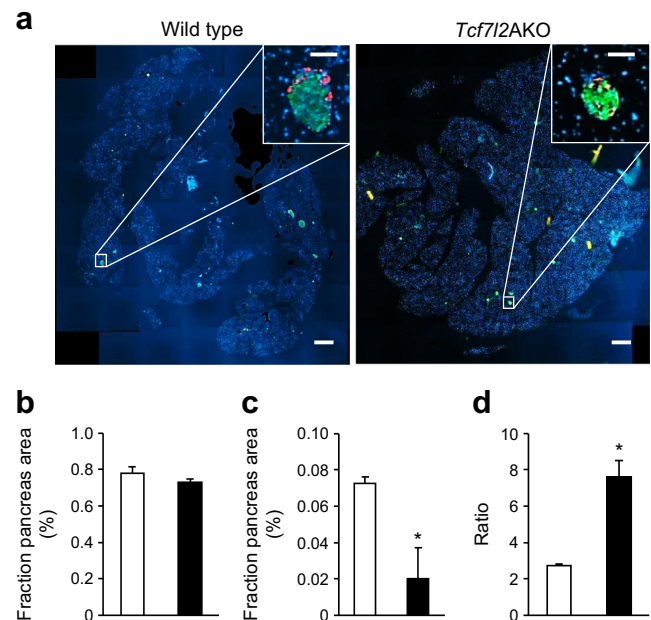 a
Wild type
Tcf7l2AKO
b
c
d
Fraction pancreas area
(%)
1.0
0.8
0.6
0.4
0.2
0
Fraction pancreas area
(%)
0.10
0.08
0.06
0.04
0.02
0
*
Ratio
10
8
6
4
2
0
*